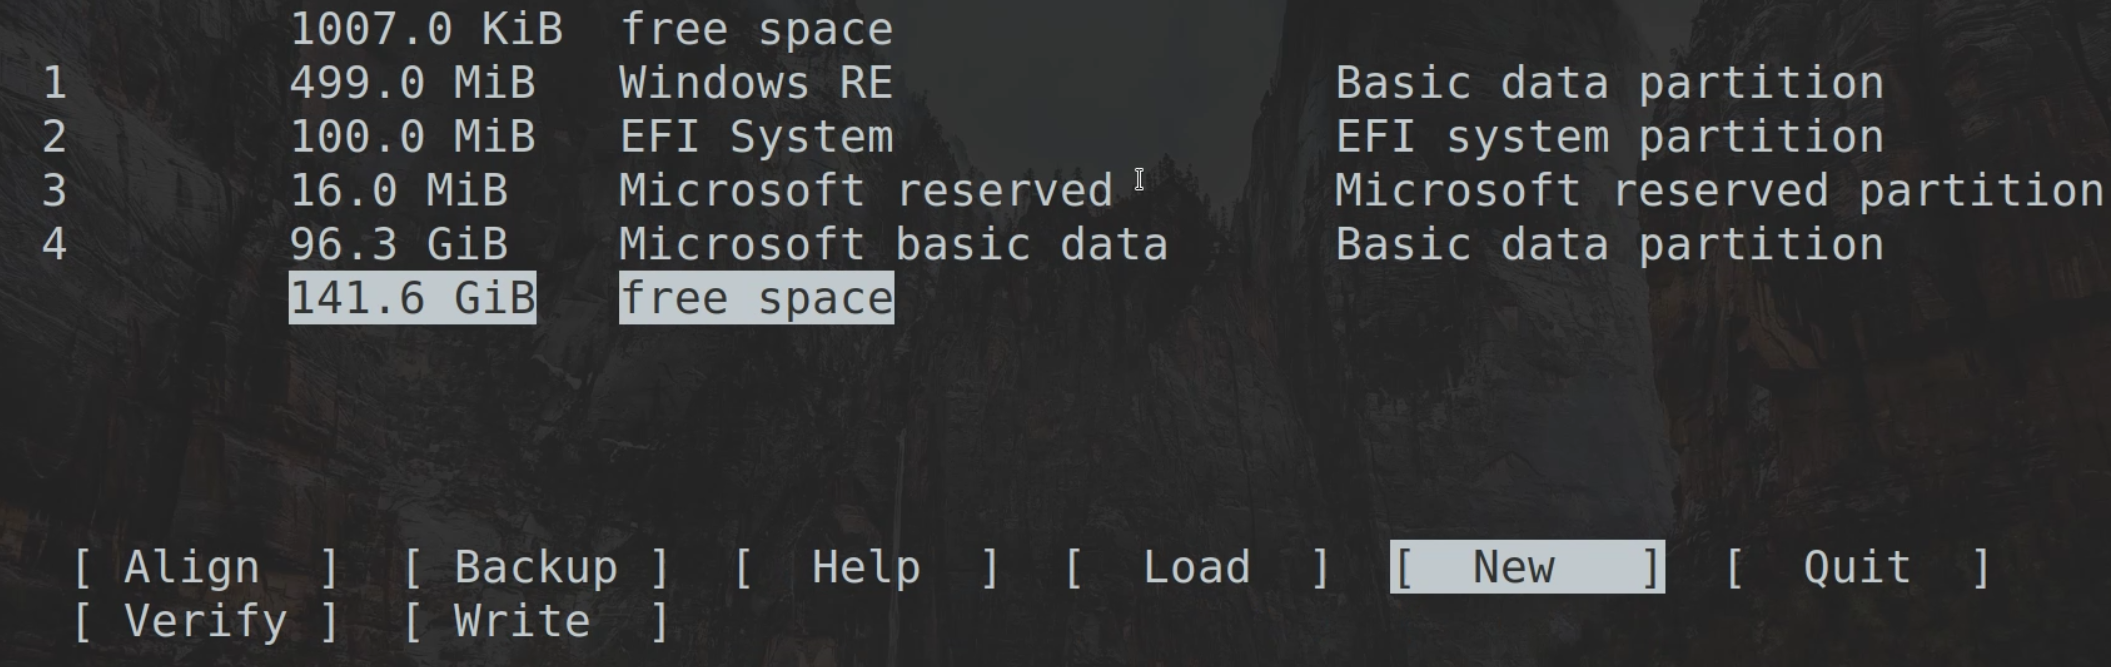 1007.0 KiB free space
1 499.0 MiB Windows RE Basic data partition
2 100.0 MiB EFI System EFI system partition
3 16.0 MiB Microsoft reserved Microsoft reserved partition
4 96.3 GiB Microsoft basic data Basic data partition
141.6 GiB free space
[ Align ] [ Backup ] [ Help ] [ Load ] [ New ] [ Quit ]
[ Verify ] [ Write ]